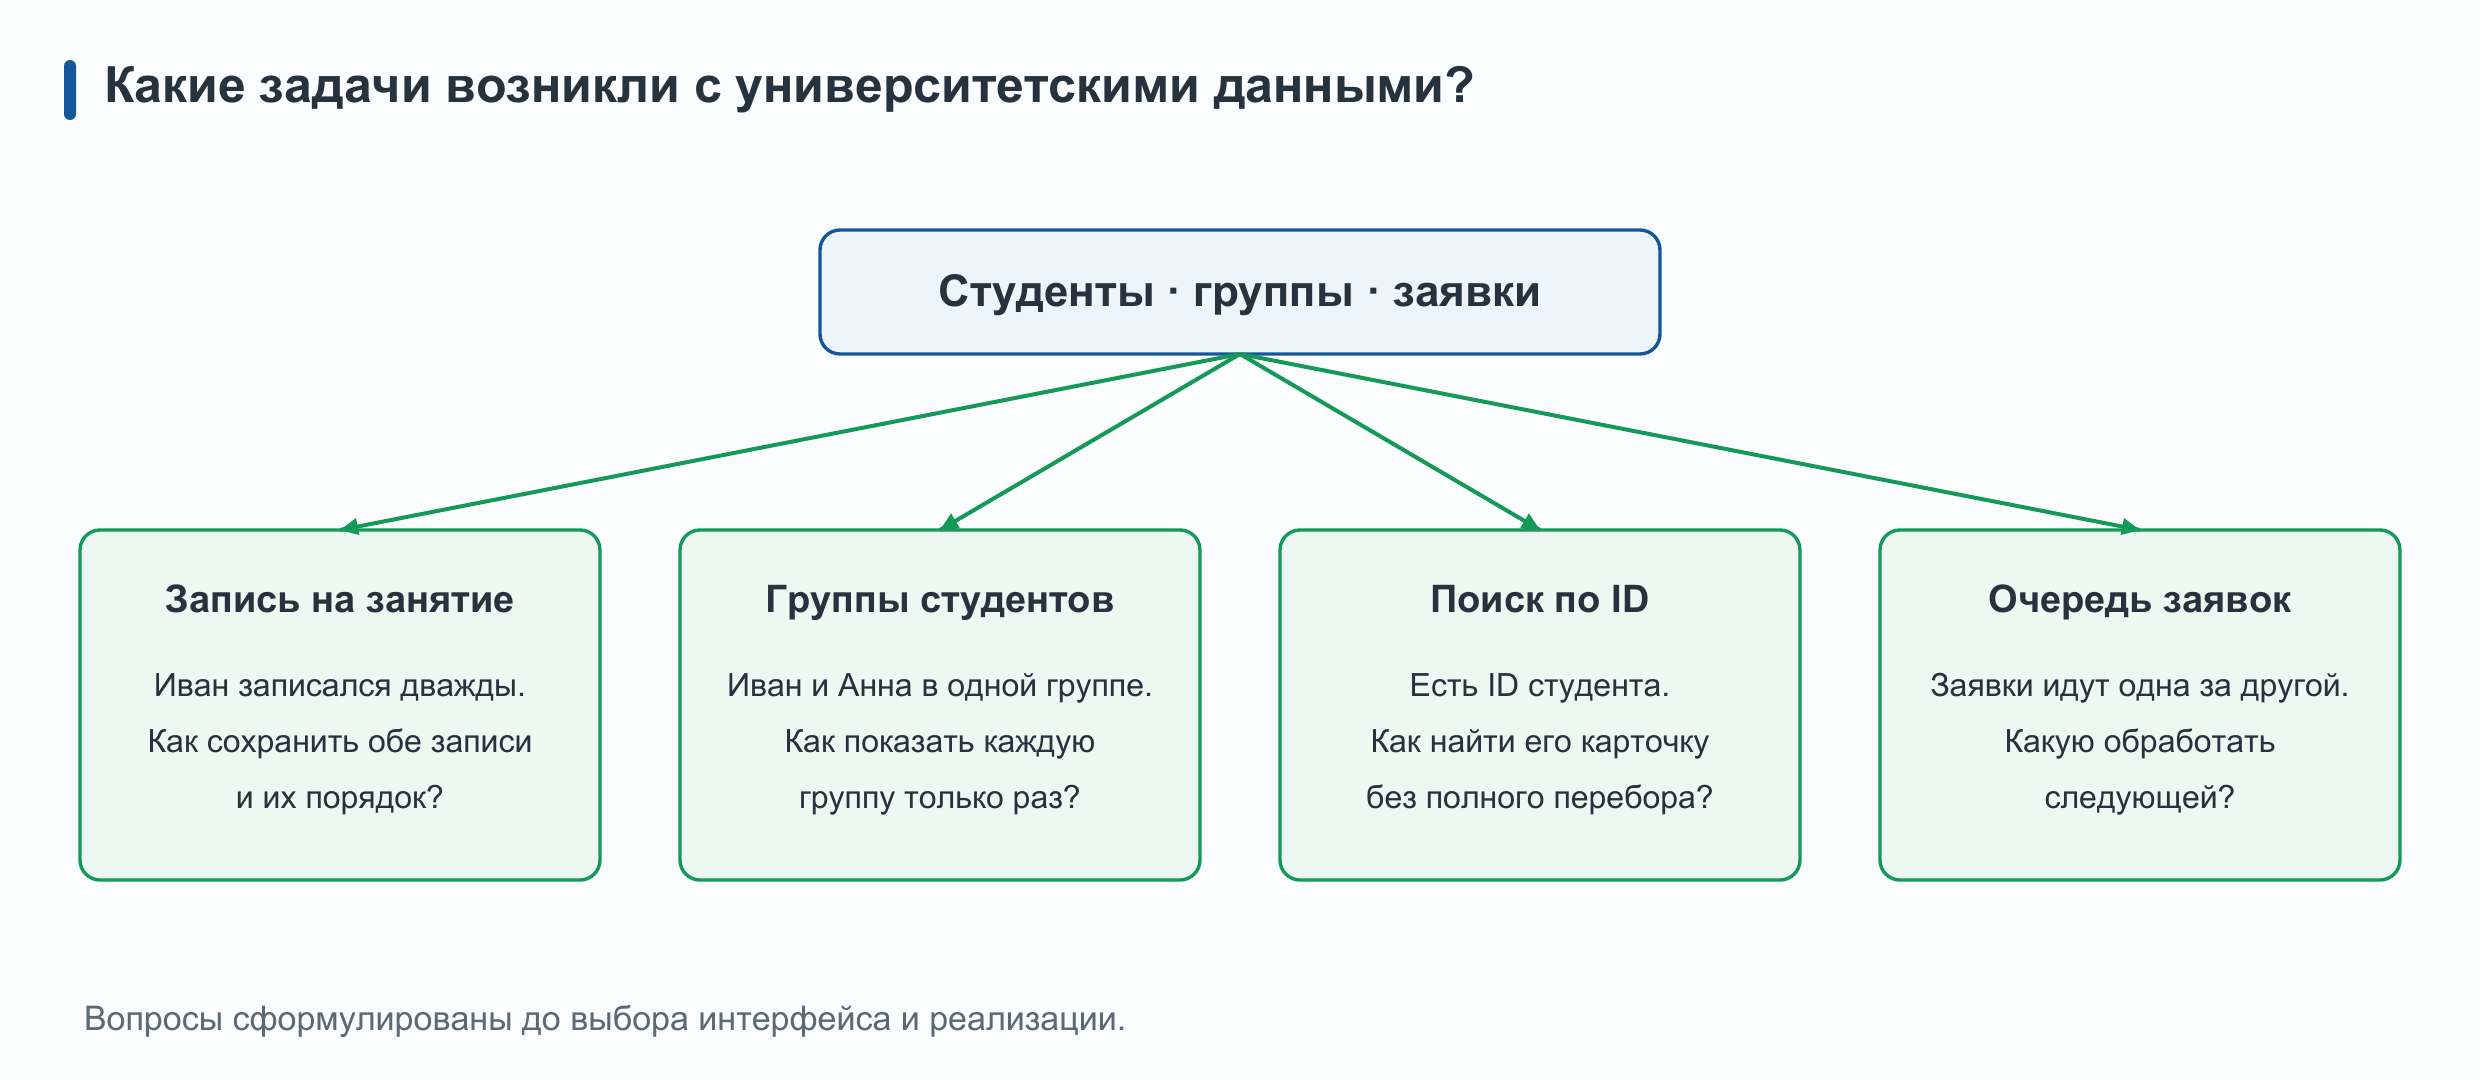 Какие задачи возникли с университетскими данными?
Студенты · группы · заявки
Запись на занятие
Иван записался дважды.
Как сохранить обе записи
и их порядок?
Группы студентов
Иван и Анна в одной группе.
Как показать каждую
группу только раз?
Поиск по ID
Есть ID студента.
Как найти его карточку
без полного перебора?
Очередь заявок
Заявки идут одна за другой.
Какую обработать
следующей?
Вопросы сформулированы до выбора интерфейса и реализации.